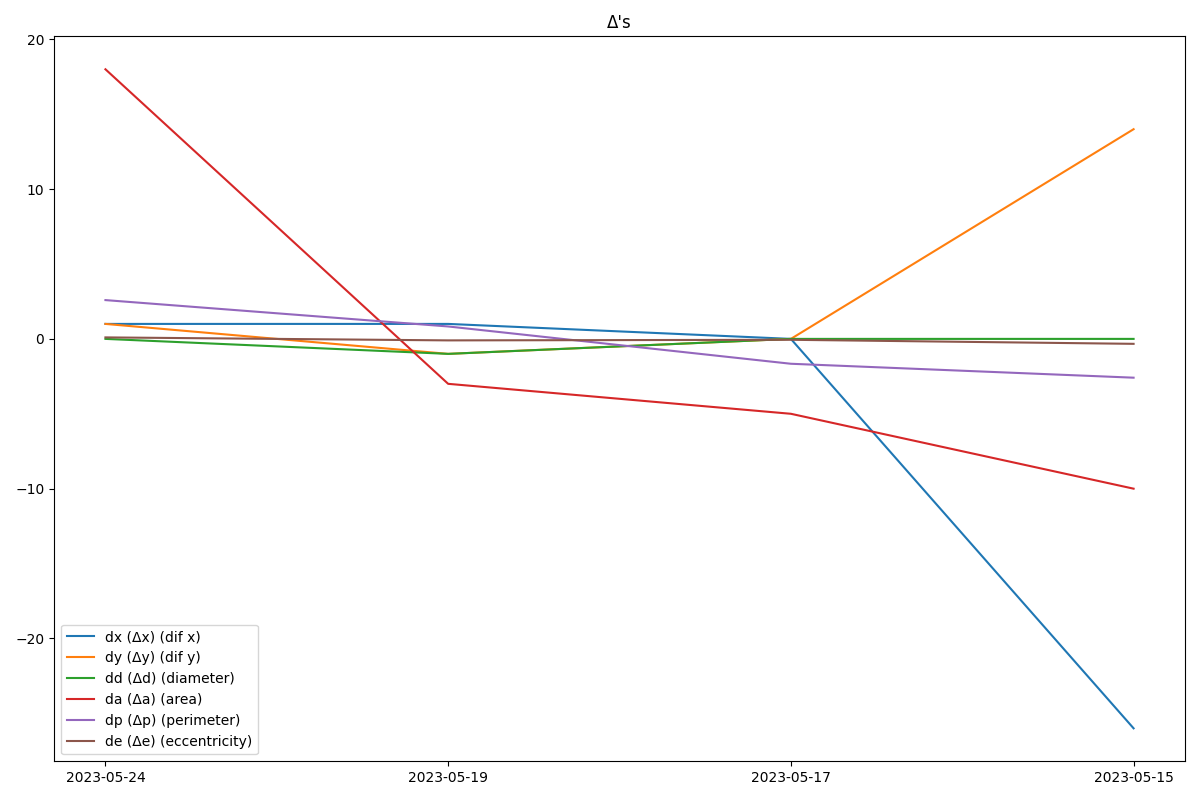 Δ's
20
10
0
−10
−20
dx (Δx) (dif x)
dy (Δy) (dif y)
dd (Δd) (diameter)
da (Δa) (area)
dp (Δp) (perimeter)
de (Δe) (eccentricity)
2023-05-24 2023-05-19 2023-05-17 2023-05-15